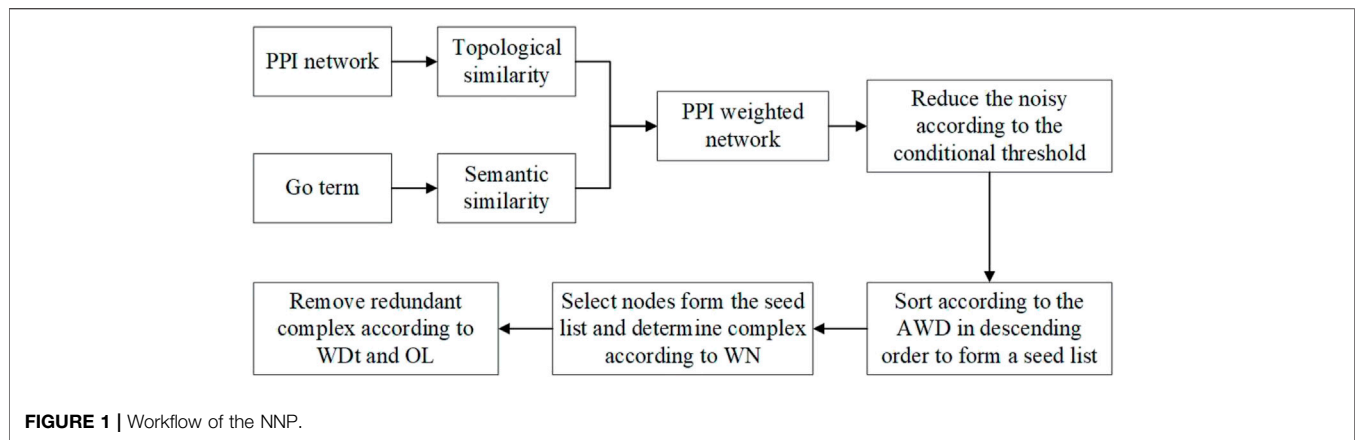 PPI network
Topological
similarity
Go term
Semantic
similarity
PPI weighted
network
Reduce the noisy
according to the
conditional threshold
Sort according to the
AWD in descending
order to form a seed list
Select nodes form the seed
list and determine complex
according to WN
Remove redundant
complex according to
WDt and OL
FIGURE 1 | Workflow of the NNP.